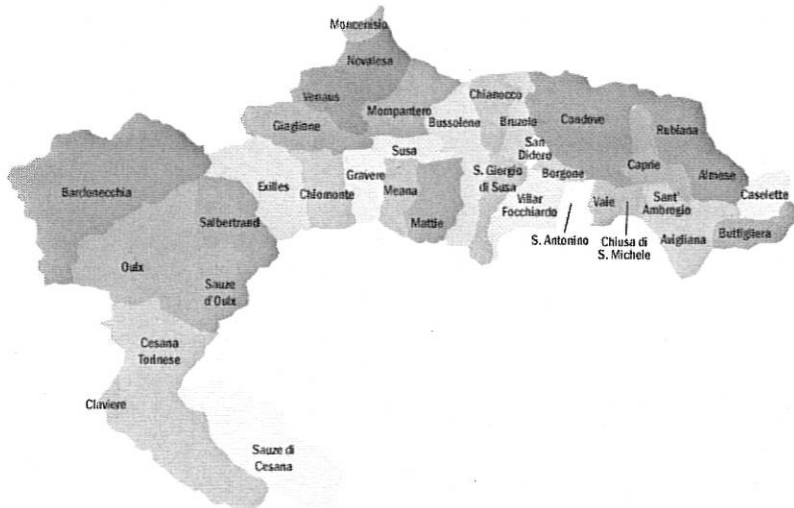 Moncenisio
Novalesa
Venaus
Mompantero
Giaglione
Chianocco
Bussoleno
Bruzolo
Condove
Rubiana
San
Didero
Susa
Caprie
Almese
Bardonecchia
Exilles
Chiomonte
Gravere
Meana
Mattie
S. Giorgio
di Susa
Borgone
Villar
Focchiardo
Vaie
Sant'
Ambrogio
Caselette
Salbertrand
S. Antonino
Chiusa di
S. Michele
Avigliana
Buttigliera
Oulx
Sauze
d'Oulx
Cesana
Torinese
Claviere
Sauze di
Cesana